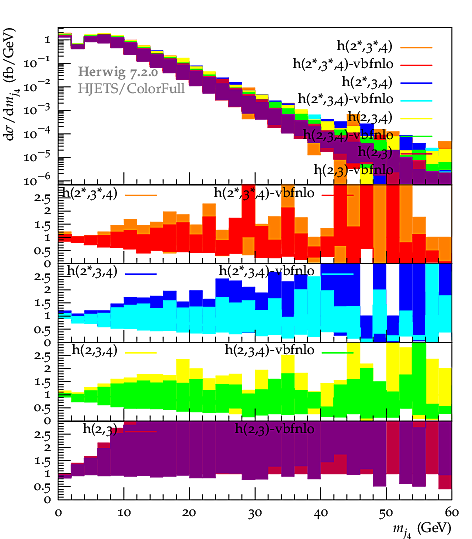 dσ/dm_{j_4} (fb/GeV)
1
10^{-1}
10^{-2}
10^{-3}
10^{-4}
10^{-5}
10^{-6}
Herwig 7.2.0
HJETS/ColorFull
h(2*,3*,4)
h(2*,3*,4)-vbfnlo
h(2*,3,4)
h(2*,3,4)-vbfnlo
h(2,3,4)
h(2,3,4)-vbfnlo
h(2,3)
h(2,3)-vbfnlo
h(2*,3*,4) h(2*,3*,4)-vbfnlo
2.5
2
1.5
1
0.5
0
h(2*,3,4) h(2*,3,4)-vbfnlo
2.5
2
1.5
1
0.5
0
h(2,3,4) h(2,3,4)-vbfnlo
2.5
2
1.5
1
0.5
0
h(2,3) h(2,3)-vbfnlo
2.5
2
1.5
1
0.5
0
0 10 20 30 40 50 60
m_{j_4} (GeV)